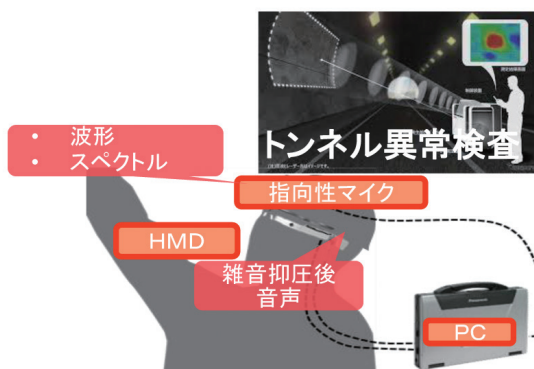 トンネル異常検査
• 波形
• スペクトル
指向性マイク
HMD
雑音抑圧後
音声
Panasonic
PC